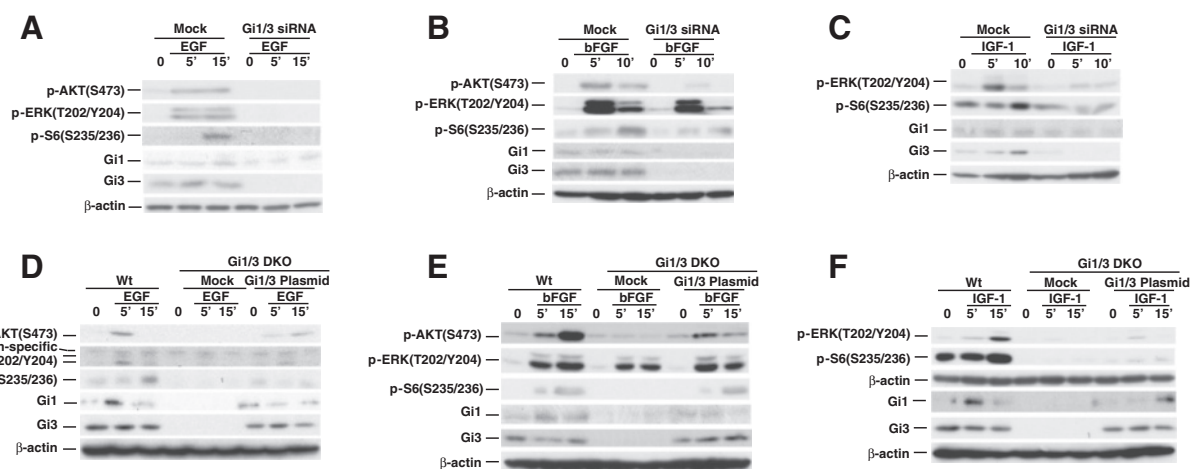 A
Mock Gi1/3 siRNA
EGF EGF
0 5’ 15’ 0 5’ 15’
p-AKT(S473)
p-ERK(T202/Y204)
p-S6(S235/236)
Gi1
Gi3
β-actin
B
Mock Gi1/3 siRNA
bFGF bFGF
0 5’ 10’ 0 5’ 10’
p-AKT(S473)
p-ERK(T202/Y204)
p-S6(S235/236)
Gi1
Gi3
β-actin
C
Mock Gi1/3 siRNA
IGF-1 IGF-1
0 5’ 10’ 0 5’ 10’
p-ERK(T202/Y204)
p-S6(S235/236)
Gi1
Gi3
β-actin
D
Gi1/3 DKO
Wt Mock Gi1/3 Plasmid
EGF EGF EGF
0 5’ 15’ 0 5’ 15’ 0 5’ 15’
AKT(S473)
n-specific
202/Y204)
S235/236)
Gi1
Gi3
β-actin
E
Gi1/3 DKO
Wt Mock Gi1/3 Plasmid
bFGF bFGF bFGF
0 5’ 15’ 0 5’ 15’ 0 5’ 15’
p-AKT(S473)
p-ERK(T202/Y204)
p-S6(S235/236)
Gi1
Gi3
β-actin
F
Gi1/3 DKO
Wt Mock Gi1/3 Plasmid
IGF-1 IGF-1 IGF-1
0 5’ 15’ 0 5’ 15’ 0 5’ 15’
p-ERK(T202/Y204)
p-S6(S235/236)
β-actin
Gi1
Gi3
β-actin